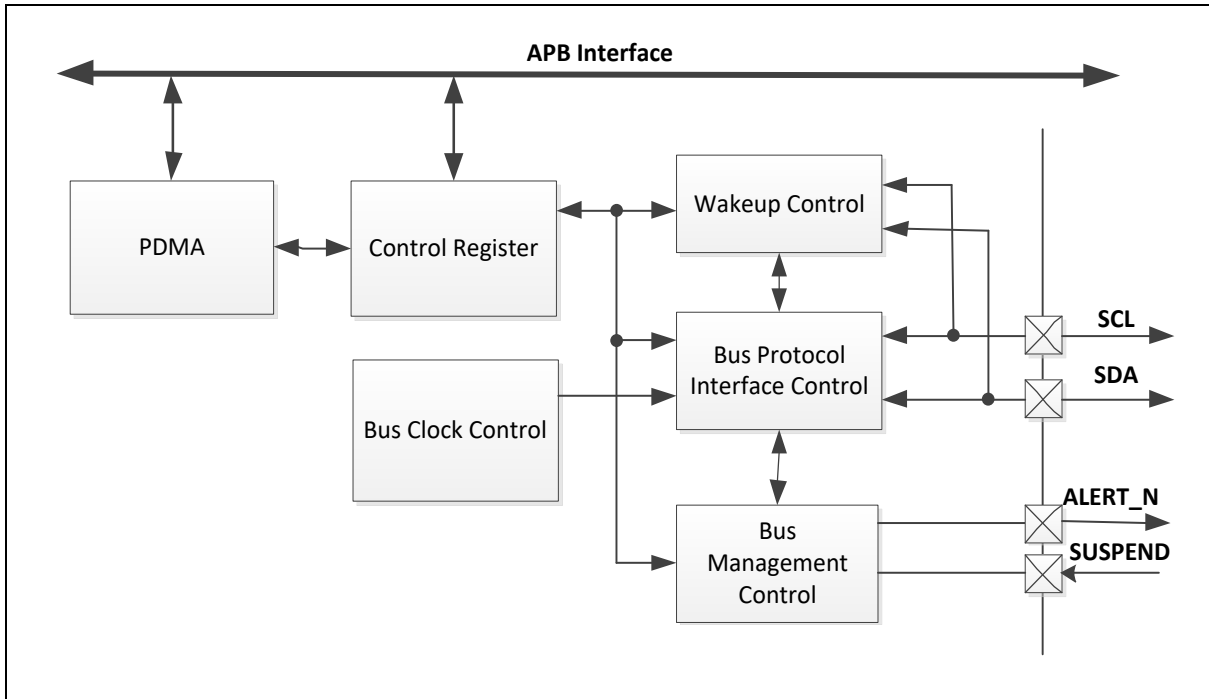 APB Interface
PDMA
Control Register
Wakeup Control
Bus Protocol
Interface Control
Bus Clock Control
Bus
Management
Control
SCL
SDA
ALERT_N
SUSPEND